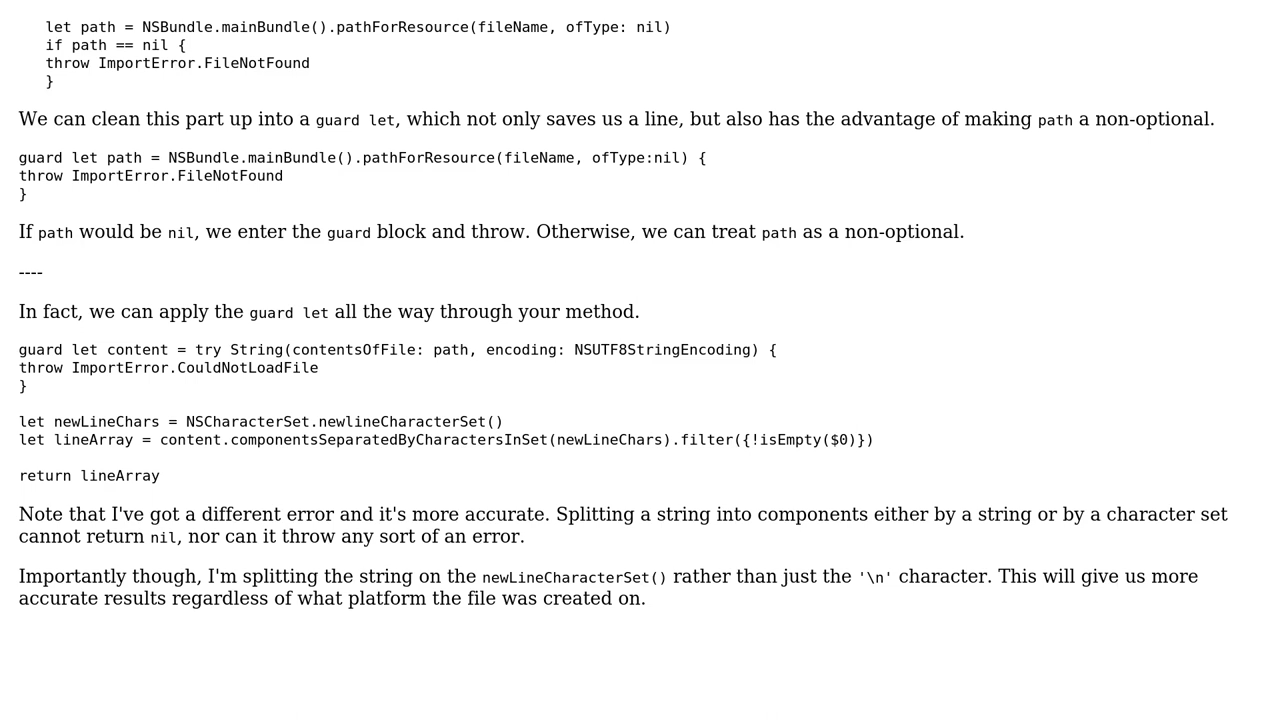 let path = NSBundle.mainBundle().pathForResource(fileName, ofType: nil)
if path == nil {
throw ImportError.FileNotFound
}
We can clean this part up into a guard let, which not only saves us a line, but also has the advantage of making path a non-optional.
guard let path = NSBundle.mainBundle().pathForResource(fileName, ofType:nil) {
throw ImportError.FileNotFound
}
If path would be nil, we enter the guard block and throw. Otherwise, we can treat path as a non-optional.
----
In fact, we can apply the guard let all the way through your method.
guard let content = try String(contentsOfFile: path, encoding: NSUTF8StringEncoding) {
throw ImportError.CouldNotLoadFile
}
let newLineChars = NSCharacterSet.newlineCharacterSet()
let lineArray = content.componentsSeparatedByCharactersInSet(newLineChars).filter({!isEmpty($0)})
return lineArray
Note that I've got a different error and it's more accurate. Splitting a string into components either by a string or by a character set
cannot return nil, nor can it throw any sort of an error.
Importantly though, I'm splitting the string on the newLineCharacterSet() rather than just the '\n' character. This will give us more
accurate results regardless of what platform the file was created on.